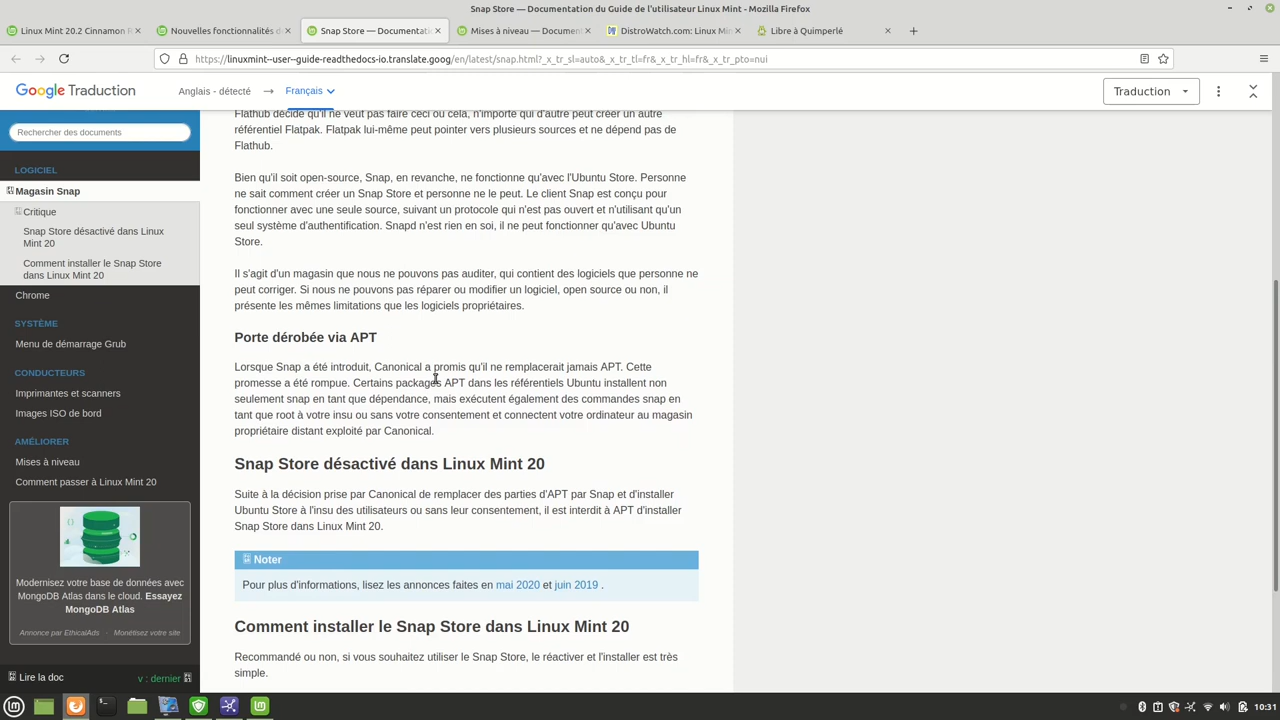 Snap Store — Documentation du Guide de l'utilisateur Linux Mint - Mozilla Firefox
Linux Mint 20.2 Cinnamon
Nouvelles fonctionnalités d
Snap Store — Documentati
Mises à niveau — Documen
DistroWatch.com: Linux Mi
Libre à Quimperlé
https://linuxmint--user--guide-readthedocs-io.translate.goog/en/latest/snap.html?_x_tr_sl=auto&_x_tr_tl=fr&_x_tr_hl=fr&_x_tr_pto=nui
Google Traduction
Anglais - détecté
Français
Traduction
Rechercher des documents
LOGICIEL
Magasin Snap
Critique
Snap Store désactivé dans Linux
Mint 20
Comment installer le Snap Store
dans Linux Mint 20
Chrome
SYSTÈME
Menu de démarrage Grub
CONDUCTEURS
Imprimantes et scanners
Images ISO de bord
AMÉLIORER
Mises à niveau
Comment passer à Linux Mint 20
Modernisez votre base de données avec
MongoDB Atlas dans le cloud. Essayez
MongoDB Atlas
Annonce par EthicalAds · Monétisez votre site
Lire la doc
v : dernier
Flathub décide qu'il ne veut pas faire ceci ou cela, n'importe qui d'autre peut créer un autre
référentiel Flatpak. Flatpak lui-même peut pointer vers plusieurs sources et ne dépend pas de
Flathub.
Bien qu'il soit open-source, Snap, en revanche, ne fonctionne qu'avec l'Ubuntu Store. Personne
ne sait comment créer un Snap Store et personne ne le peut. Le client Snap est conçu pour
fonctionner avec une seule source, suivant un protocole qui n'est pas ouvert et n'utilisant qu'un
seul système d'authentification. Snapd n'est rien en soi, il ne peut fonctionner qu'avec Ubuntu
Store.
Il s'agit d'un magasin que nous ne pouvons pas auditer, qui contient des logiciels que personne ne
peut corriger. Si nous ne pouvons pas réparer ou modifier un logiciel, open source ou non, il
présente les mêmes limitations que les logiciels propriétaires.
Porte dérobée via APT
Lorsque Snap a été introduit, Canonical a promis qu'il ne remplacerait jamais APT. Cette
promesse a été rompue. Certains packages APT dans les référentiels Ubuntu installent non
seulement snap en tant que dépendance, mais exécutent également des commandes snap en
tant que root à votre insu ou sans votre consentement et connectent votre ordinateur au magasin
propriétaire distant exploité par Canonical.
Snap Store désactivé dans Linux Mint 20
Suite à la décision prise par Canonical de remplacer des parties d'APT par Snap et d'installer
Ubuntu Store à l'insu des utilisateurs ou sans leur consentement, il est interdit à APT d'installer
Snap Store dans Linux Mint 20.
Noter
Pour plus d'informations, lisez les annonces faites en mai 2020 et juin 2019 .
Comment installer le Snap Store dans Linux Mint 20
Recommandé ou non, si vous souhaitez utiliser le Snap Store, le réactiver et l'installer est très
simple.
10:31